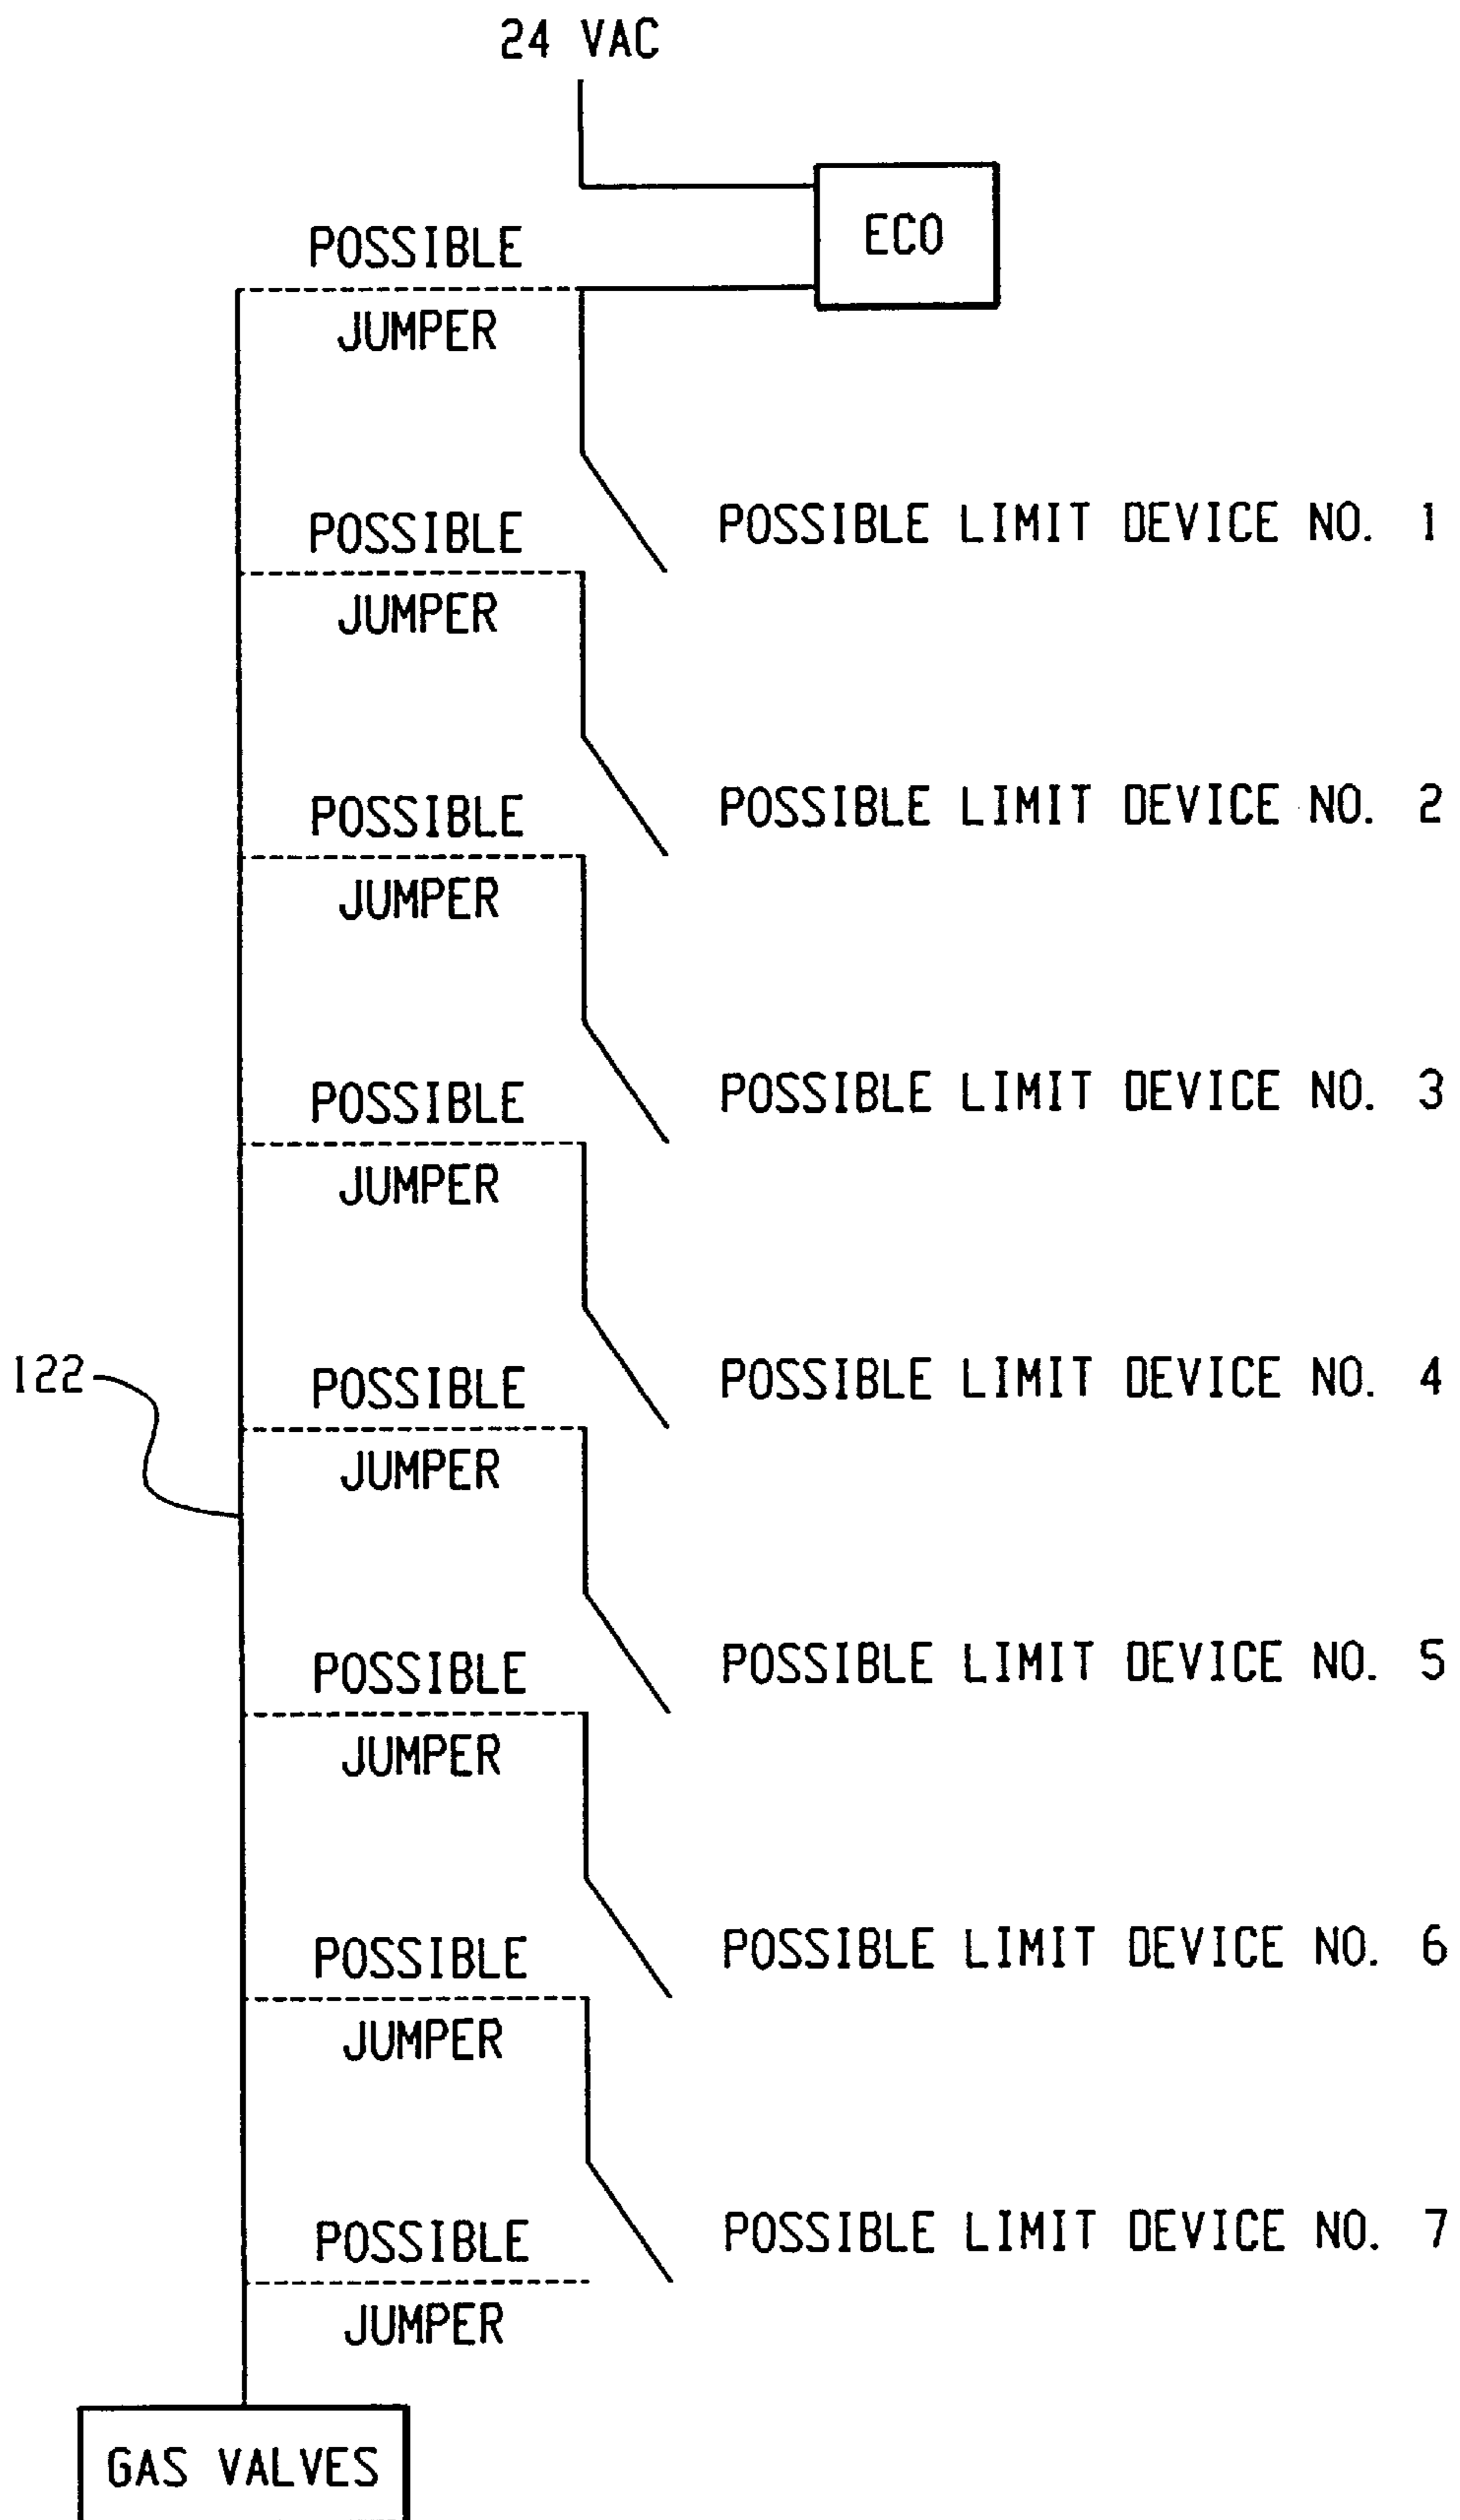 24 VAC
ECO
POSSIBLE
JUMPER
POSSIBLE LIMIT DEVICE NO. 1
POSSIBLE
JUMPER
POSSIBLE LIMIT DEVICE NO. 2
POSSIBLE
JUMPER
POSSIBLE LIMIT DEVICE NO. 3
POSSIBLE
JUMPER
POSSIBLE LIMIT DEVICE NO. 4
122
POSSIBLE
JUMPER
POSSIBLE LIMIT DEVICE NO. 5
POSSIBLE
JUMPER
POSSIBLE LIMIT DEVICE NO. 6
POSSIBLE
JUMPER
POSSIBLE LIMIT DEVICE NO. 7
POSSIBLE
JUMPER
GAS VALVES